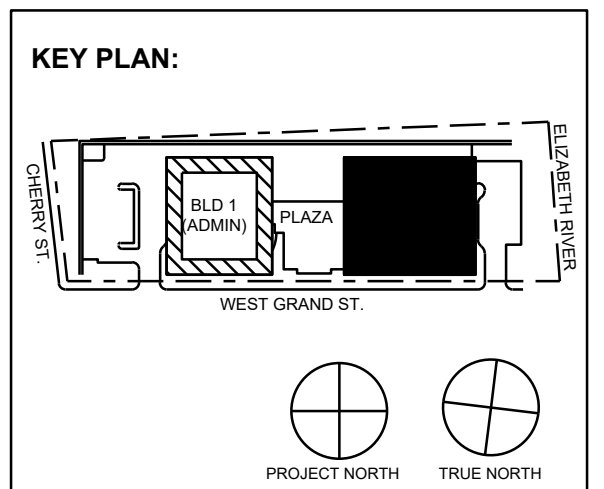 KEY PLAN:
CHERRY ST.
BLD 1
(ADMIN)
PLAZA
ELIZABETH RIVER
WEST GRAND ST.
PROJECT NORTH
TRUE NORTH